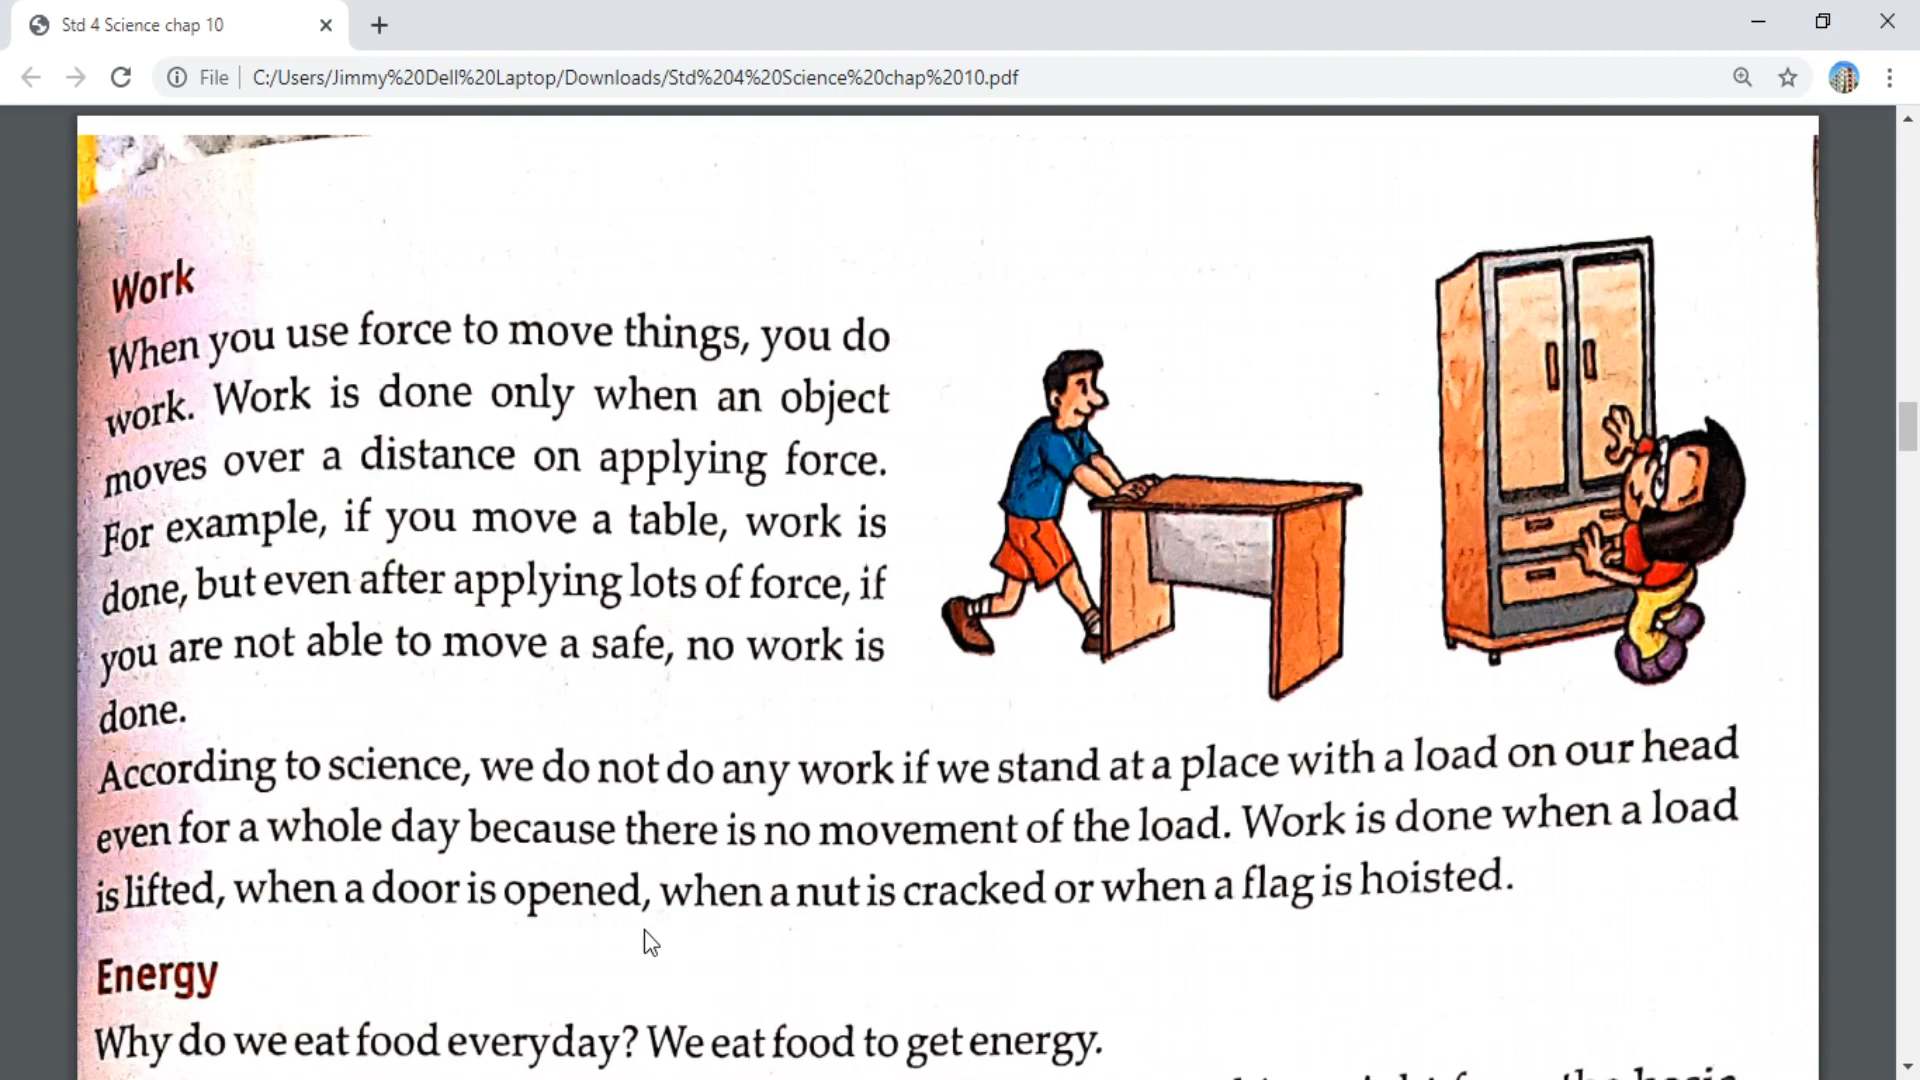 Std 4 Science chap 10
File
C:/Users/Jimmy%20Dell%20Laptop/Downloads/Std%204%20Science%20chap%2010.pdf
Work
When you use force to move things, you do
work. Work is done only when an object
moves over a distance on applying force.
For example, if you move a table, work is
done, but even after applying lots of force, if
you are not able to move a safe, no work is
done.
According to science, we do not do any work if we stand at a place with a load on our head
even for a whole day because there is no movement of the load. Work is done when a load
is lifted, when a door is opened, when a nut is cracked or when a flag is hoisted.
Energy
Why do we eat food everyday? We eat food to get energy.